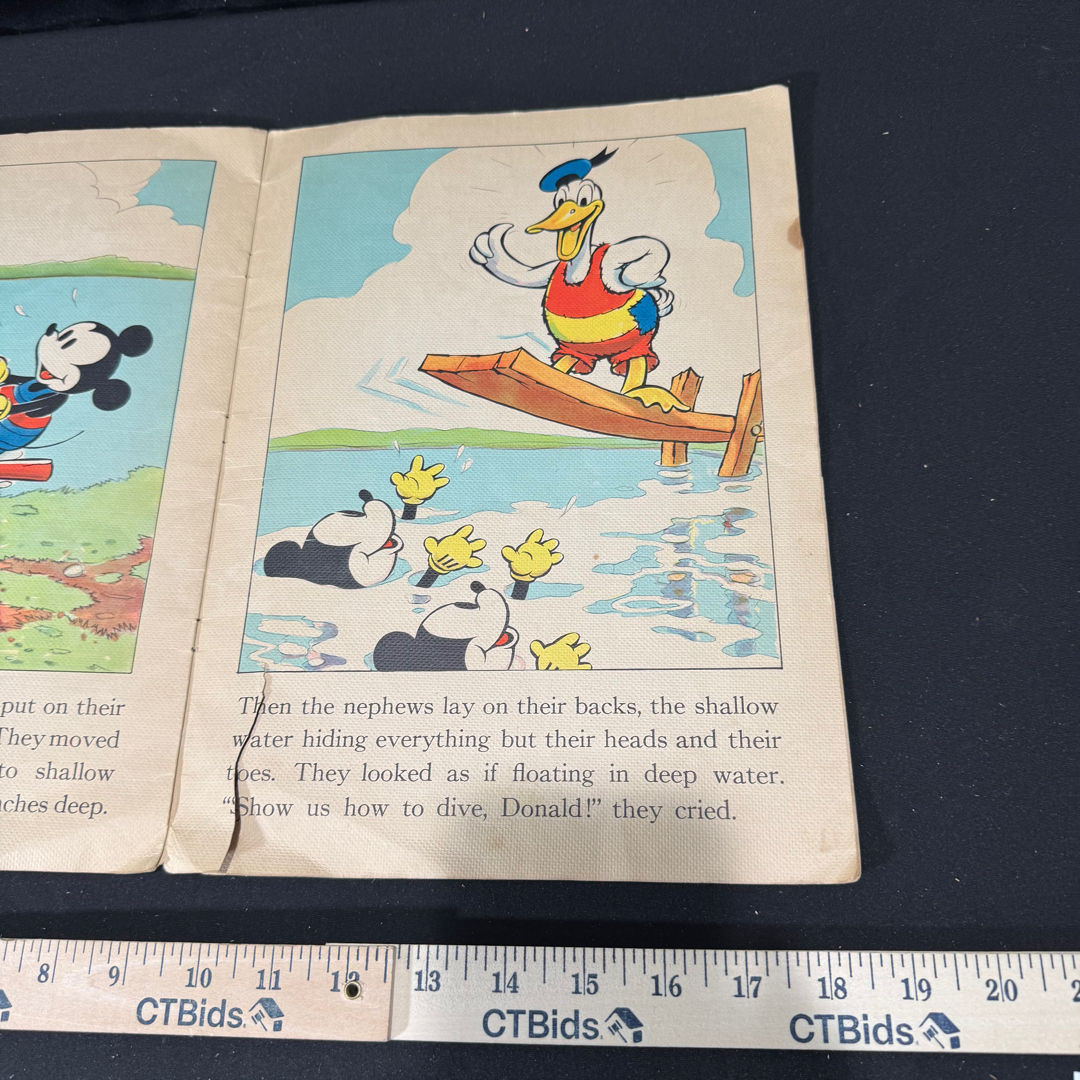 put on their
They moved
to shallow
ches deep.
Then the nephews lay on their backs, the shallow
water hiding everything but their heads and their
toes. They looked as if floating in deep water.
“Show us how to dive, Donald!” they cried.
8 9 10 11 12 13 14 15 16 17 18 19 20
CTBids. CTBids. CTBids.